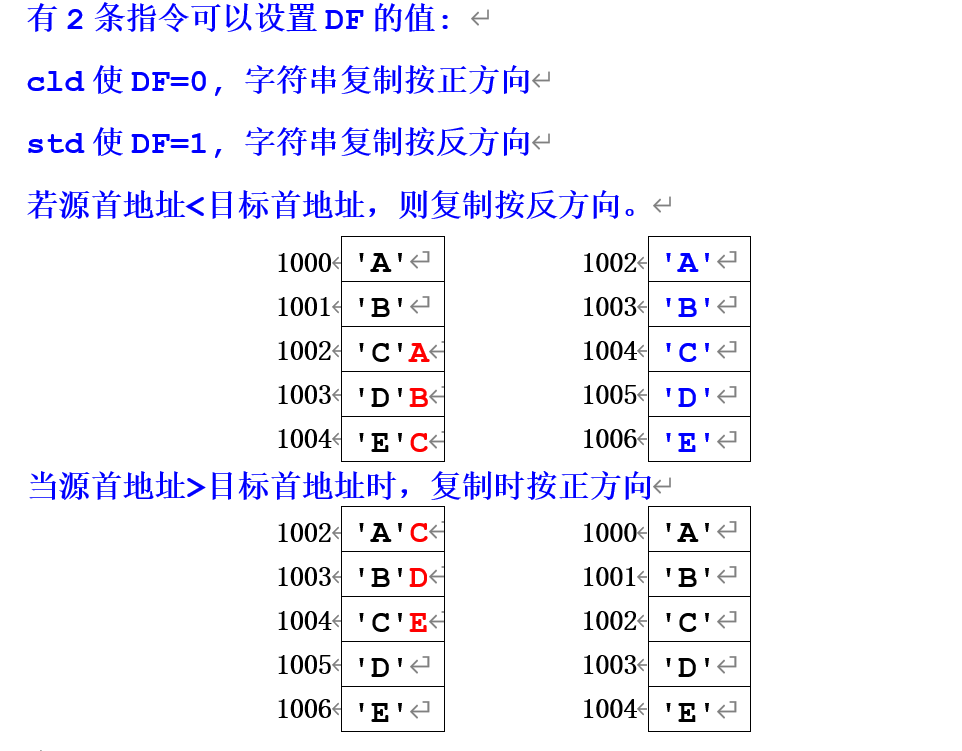 有 2 条指令可以设置 DF 的值: ↵
cld 使 DF=0, 字符串复制按正方向↵
std 使 DF=1, 字符串复制按反方向↵
若源首地址<目标首地址，则复制按反方向。↵
1000↵ 'A'↵ 1002↵ 'A'↵
1001↵ 'B'↵ 1003↵ 'B'↵
1002↵ 'C'A↵ 1004↵ 'C'↵
1003↵ 'D'B↵ 1005↵ 'D'↵
1004↵ 'E'C↵ 1006↵ 'E'↵
当源首地址>目标首地址时，复制时按正方向↵
1002↵ 'A'C↵ 1000↵ 'A'↵
1003↵ 'B'D↵ 1001↵ 'B'↵
1004↵ 'C'E↵ 1002↵ 'C'↵
1005↵ 'D'↵ 1003↵ 'D'↵
1006↵ 'E'↵ 1004↵ 'E'↵